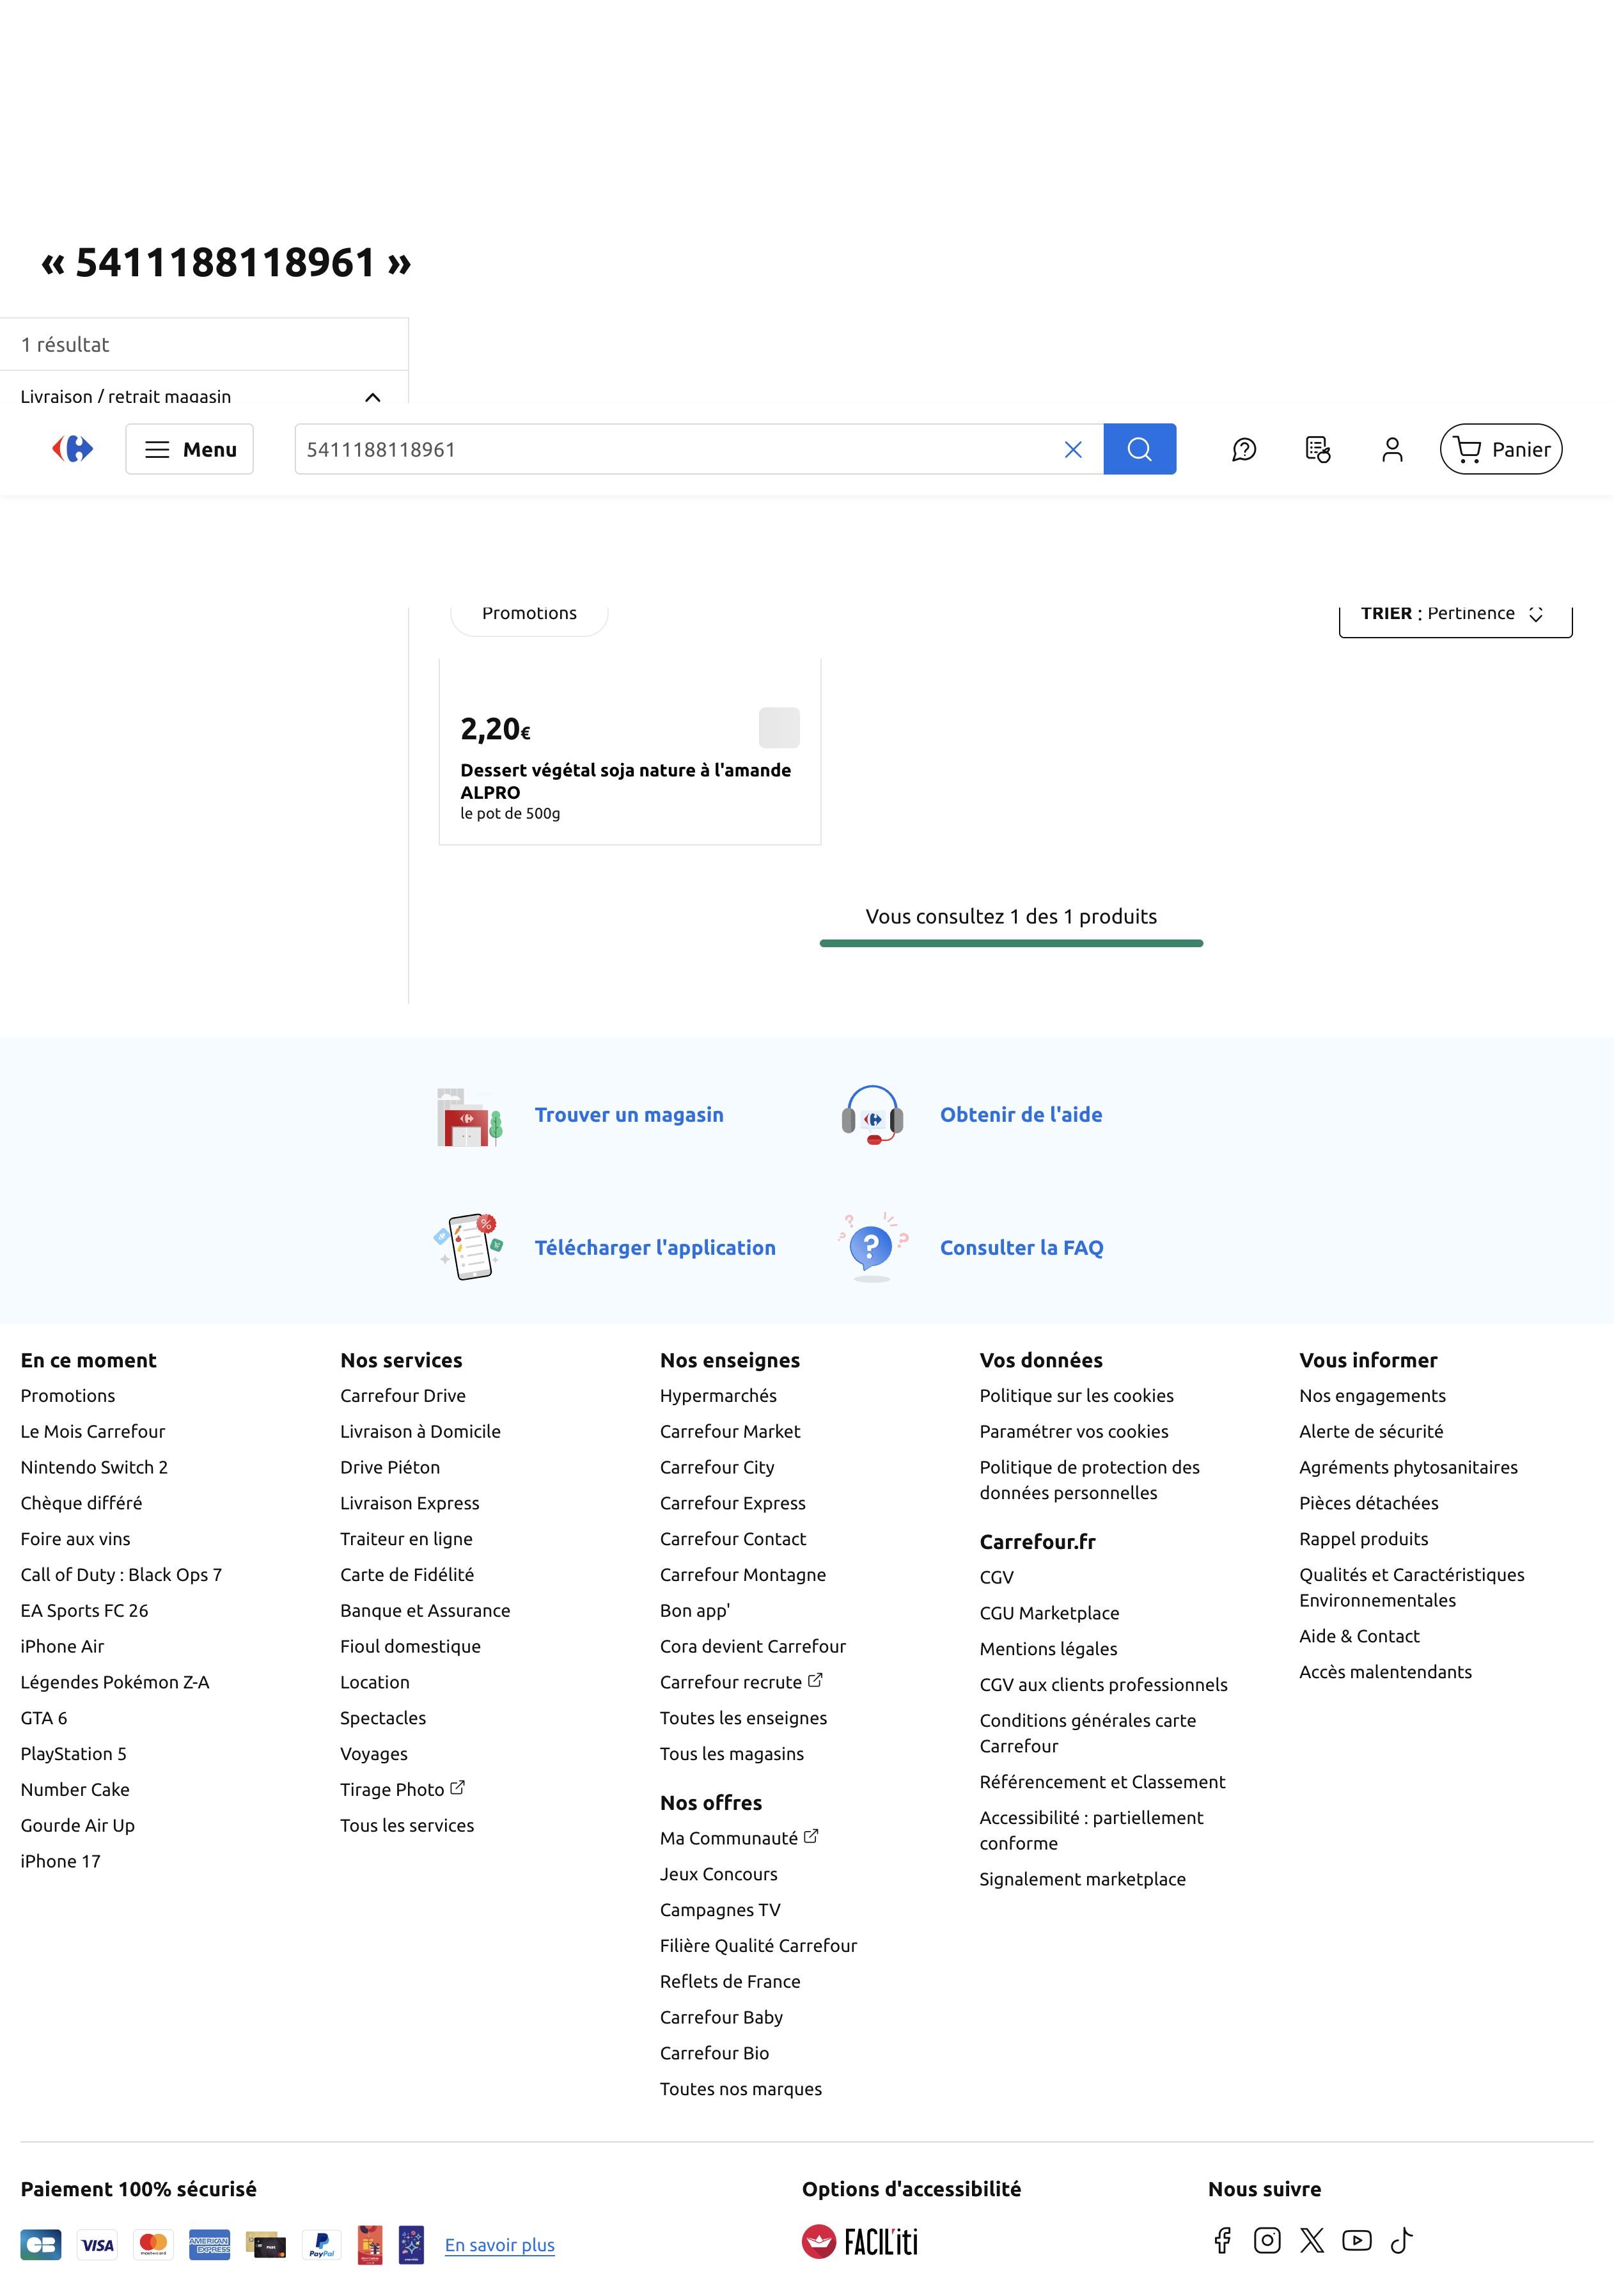 « 5411188118961 »
1 résultat
Livraison / retrait magasin
Menu
5411188118961
Panier
Promotions
TRIER : Pertinence
2,20€
Dessert végétal soja nature à l'amande
ALPRO
le pot de 500g
Vous consultez 1 des 1 produits
Trouver un magasin
Obtenir de l'aide
Télécharger l'application
Consulter la FAQ
En ce moment
Promotions
Le Mois Carrefour
Nintendo Switch 2
Chèque différé
Foire aux vins
Call of Duty : Black Ops 7
EA Sports FC 26
iPhone Air
Légendes Pokémon Z-A
GTA 6
PlayStation 5
Number Cake
Gourde Air Up
iPhone 17
Nos services
Carrefour Drive
Livraison à Domicile
Drive Piéton
Livraison Express
Traiteur en ligne
Carte de Fidélité
Banque et Assurance
Fioul domestique
Location
Spectacles
Voyages
Tirage Photo
Tous les services
Nos enseignes
Hypermarchés
Carrefour Market
Carrefour City
Carrefour Express
Carrefour Contact
Carrefour Montagne
Bon app'
Cora devient Carrefour
Carrefour recrute
Toutes les enseignes
Tous les magasins
Nos offres
Ma Communauté
Jeux Concours
Campagnes TV
Filière Qualité Carrefour
Reflets de France
Carrefour Baby
Carrefour Bio
Toutes nos marques
Vos données
Politique sur les cookies
Paramétrer vos cookies
Politique de protection des
données personnelles
Carrefour.fr
CGV
CGU Marketplace
Mentions légales
CGV aux clients professionnels
Conditions générales carte
Carrefour
Référencement et Classement
Accessibilité : partiellement
conforme
Signalement marketplace
Vous informer
Nos engagements
Alerte de sécurité
Agréments phytosanitaires
Pièces détachées
Rappel produits
Qualités et Caractéristiques
Environnementales
Aide & Contact
Accès malentendants
Paiement 100% sécurisé
CB
VISA
mastercard
AMERICAN
EXPRESS
PASS
PayPal
En savoir plus
Options d'accessibilité
FACIL'iti
Nous suivre